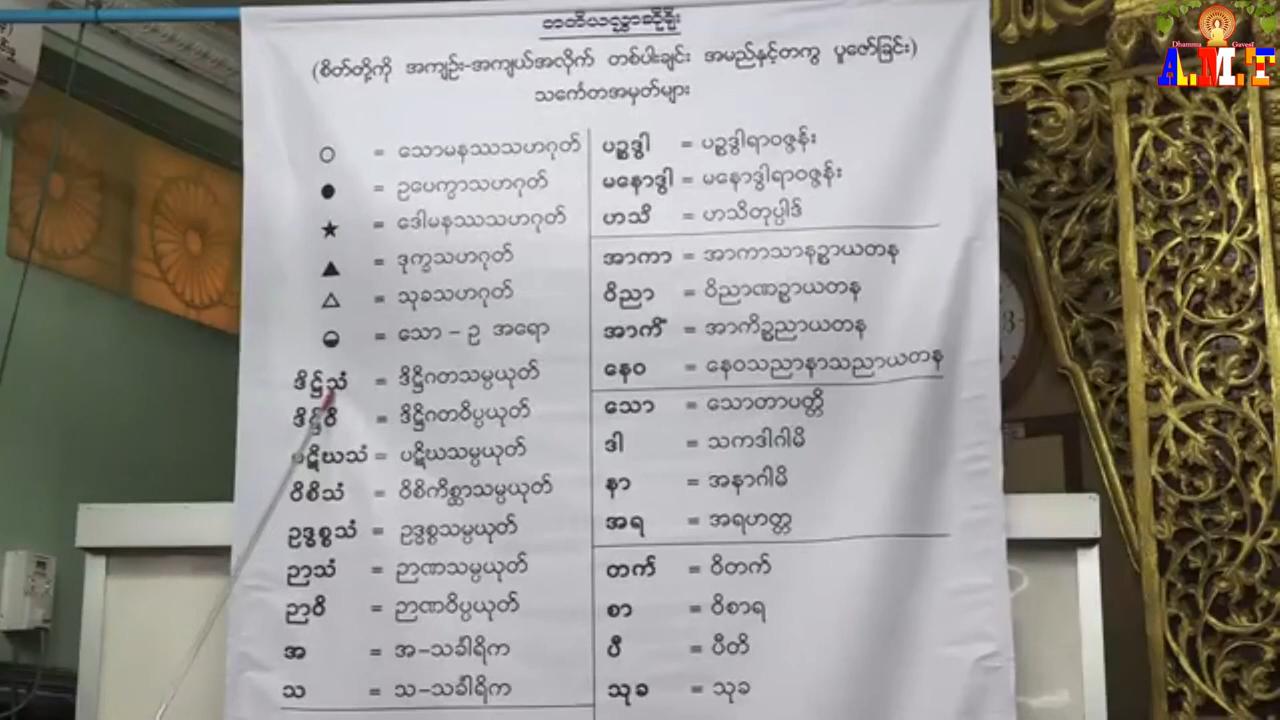 တတိယလှာဆိုရိုး
(စိတ်တို့ကို အကျဉ်း-အကျယ်အလိုက် တစ်ပါးချင်း အမည်နှင့်တကွ ပူဇော်ခြင်း)
သင်္ကေတအမှတ်များ
○ = သောမနဿသဟဂုတ်
● = ဥပေက္ခာသဟဂုတ်
★ = ဒေါမနဿသဟဂုတ်
▲ = ဒုက္ခသဟဂုတ်
△ = သုခသဟဂုတ်
◒ = သော – ဥ အရော
ဒိဋ္ဌ်သံ = ဒိဋ္ဌိဂတသမ္ပယုတ်
ဒိဋ္ဌ်ဝိ = ဒိဋ္ဌိဂတဝိပ္ပယုတ်
ပဋိဃသံ = ပဋိဃသမ္ပယုတ်
ဝိစိသံ = ဝိစိကိစ္ဆာသမ္ပယုတ်
ဥဒ္ဓစ္စသံ = ဥဒ္ဓစ္စသမ္ပယုတ်
ဉာသံ = ဉာဏသမ္ပယုတ်
ဉာဝိ = ဉာဏဝိပ္ပယုတ်
အ = အ–သင်္ခါရိက
သ = သ–သင်္ခါရိက
ပဉ္စဒွါ = ပဉ္စဒွါရာဝဇ္ဇန်း
မနောဒွါ = မနောဒွါရာဝဇ္ဇန်း
ဟသိ = ဟသိတုပ္ပါဒ်
အာကာ = အာကာသာနဉ္စာယတန
ဝိညာ = ဝိညာဏဉ္စာယတန
အာကိံ = အာကိဉ္စညာယတန
နေဝ = နေဝသညာနာသညာယတန
သော = သောတာပတ္တိ
ဒါ = သကဒါဂါမိ
နာ = အနာဂါမိ
အရ = အရဟတ္တ
တက် = ဝိတက်
စာ = ဝိစာရ
ပီ = ပီတိ
သုခ = သုခ
Dhamma Gavesi
A.M.T